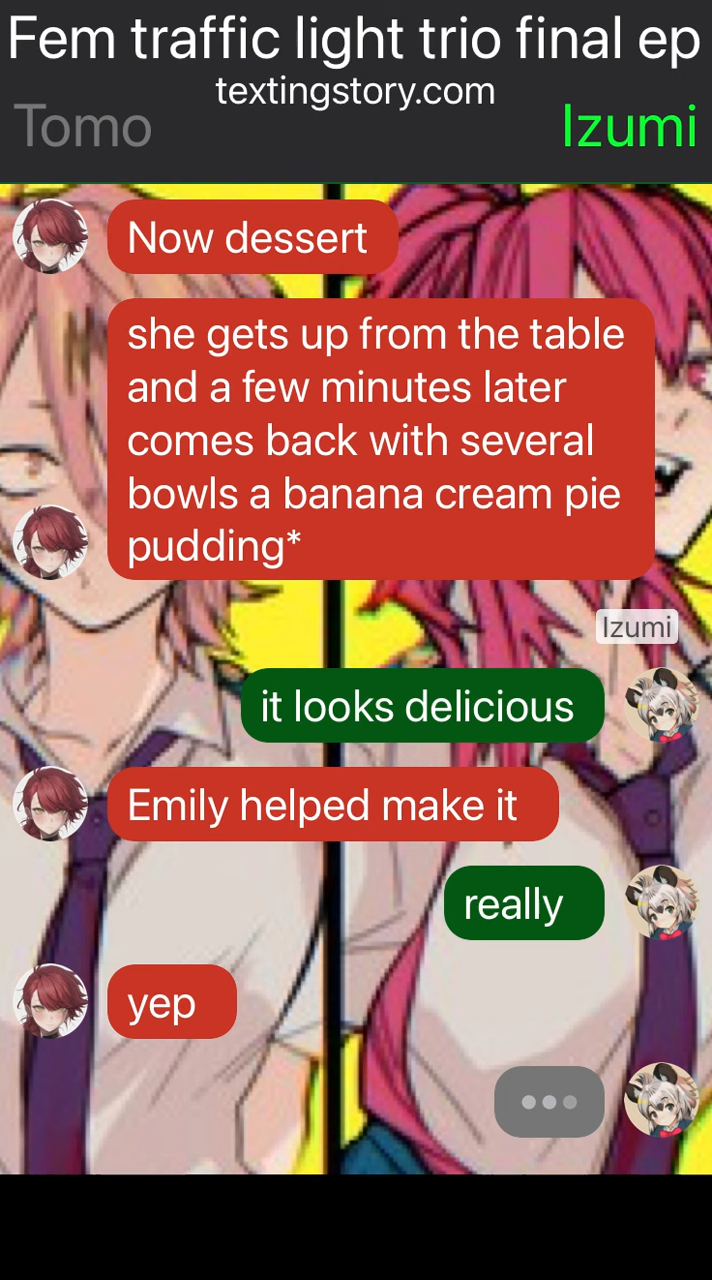 Fem traffic light trio final ep
textingstory.com
Tomo Izumi
Now dessert
she gets up from the table
and a few minutes later
comes back with several
bowls a banana cream pie
pudding*
Izumi
it looks delicious
Emily helped make it
really
yep